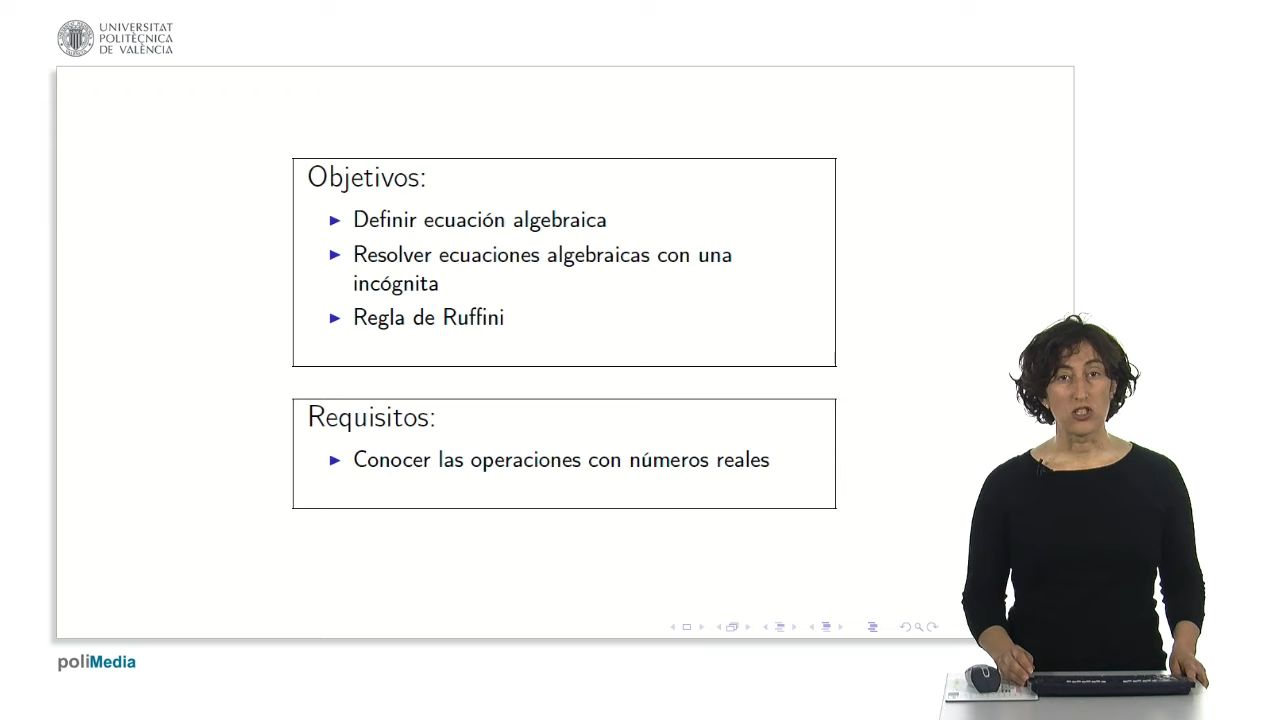 UNIVERSITAT
POLITÈCNICA
DE VALÈNCIA
Objetivos:
Definir ecuación algebraica
Resolver ecuaciones algebraicas con una
incógnita
Regla de Ruffini
Requisitos:
Conocer las operaciones con números reales
poliMedia